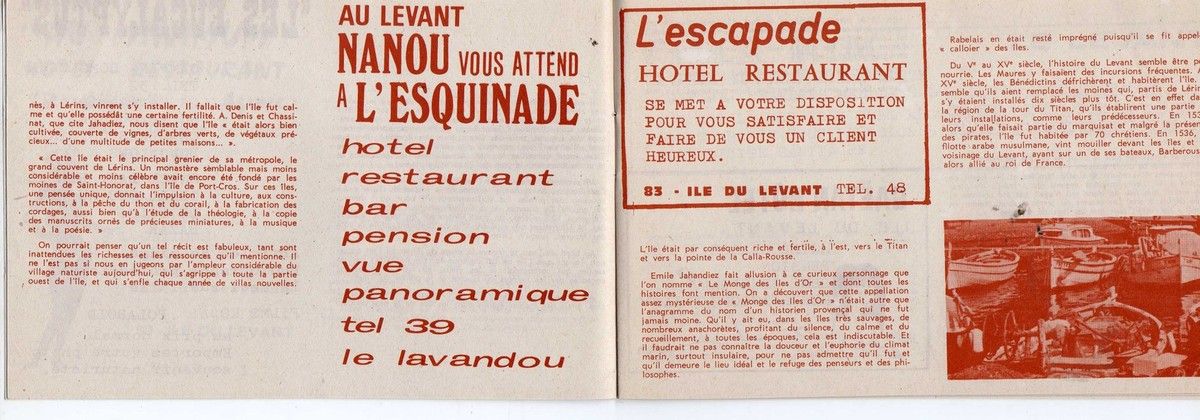 nès, à Lérins, vinrent s'y installer. Il fallait que l'île fut cal-
me et qu'elle possédât une certaine fertilité. A. Denis et Chassi-
nat, que cite Jahadiez, nous disent que l'île « était alors bien
cultivée, couverte de vignes, d'arbres verts, de végétaux pré-
cieux... d'une multitude de petites maisons... ».
« Cette île était le principal grenier de sa métropole, le
grand couvent de Lérins. Un monastère semblable mais moins
considérable et moins célèbre avait encore été fondé par les
moines de Saint-Honorat, dans l'île de Port-Cros. Sur ces îles,
une pensée unique, donnait l'impulsion à la culture, aux cons-
tructions, à la pêche du thon et du corail, à la fabrication des
cordages, aussi bien qu'à l'étude de la théologie, à la copie
des manuscrits ornés de précieuses miniatures, à la musique
et à la poésie. »
On pourrait penser qu'un tel récit est fabuleux, tant sont
inattendues les richesses et les ressources qu'il mentionne. Il
ne l'est pas si nous en jugeons par l'ampleur considérable du
village naturiste aujourd'hui, qui s'agrippe à toute la partie
ouest de l'île, et qui s'enfle chaque année de villas nouvelles.
AU LEVANT
NANOU VOUS ATTEND
A L'ESQUINADE
hotel
restaurant
bar
pension
vue
panoramique
tel 39
le lavandou
L'escapade
HOTEL RESTAURANT
SE MET A VOTRE DISPOSITION
POUR VOUS SATISFAIRE ET
FAIRE DE VOUS UN CLIENT
HEUREUX.
83 - ILE DU LEVANT TEL. 48
L'île était par conséquent riche et fertile, à l'est, vers le Titan
et vers la pointe de la Calla-Rousse.
Emile Jahandiez fait allusion à ce curieux personnage que
l'on nomme « Le Monge des Iles d'Or » et dont toutes les
histoires font mention. On a découvert que cette appellation
assez mystérieuse de « Monge des Iles d'Or » n'était autre que
l'anagramme du nom d'un historien provençal qui ne fut
jamais moine. Qu'il y ait eu, dans les îles très sauvages, de
nombreux anachorètes, profitant du silence, du calme et du
recueillement, à toutes les époques, cela est indiscutable. Et
il faudrait ne pas connaître la douceur et l'euphorie du climat
marin, surtout insulaire, pour ne pas admettre qu'il fut et
qu'il demeure le lieu idéal et le refuge des penseurs et des phi-
losophes.
Rabelais en était resté imprégné puisqu'il se fit appel
« calloier » des îles.
Du Ve au XVe siècle, l'histoire du Levant semble être pe
nourrie. Les Maures y faisaient des incursions fréquentes. A
XVe siècle, les Bénédictins défrichèrent et habitèrent l'île.
semble qu'ils aient remplacé les moines qui, partis de Lérin
s'y étaient installés dix siècles plus tôt. C'est en effet da
la région de la tour du Titan, qu'ils établirent une partie
leurs installations, comme leurs prédécesseurs. En 153
alors qu'elle faisait partie du marquisat et malgré la présen
des pirates, l'île fut habitée par 70 chrétiens. En 1536,
flotte arabe musulmane, vint mouiller devant les îles et
voisinage du Levant, ayant sur un de ses bateaux, Barberous
alors allié au roi de France.